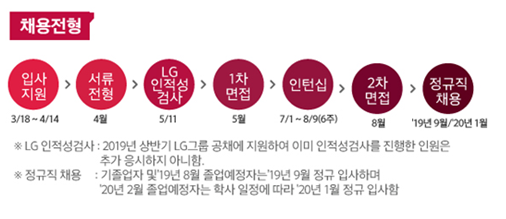 채용전형
입사
지원
서류
전형
LG
인적성
검사
1차
면접
인턴십
2차
면접
정규직
채용
3/18 ~ 4/14
4월
5/11
5월
7/1 ~ 8/9(6주)
8월
'19년 9월/'20년 1월
※ LG 인적성검사 : 2019년 상반기 LG그룹 공채에 지원하여 이미 인적성검사를 진행한 인원은
추가 응시하지 아니함.
※ 정규직 채용 : 기졸업자 및'19년 8월 졸업예정자는'19년 9월 정규 입사하며
'20년 2월 졸업예정자는 학사 일정에 따라 '20년 1월 정규 입사함